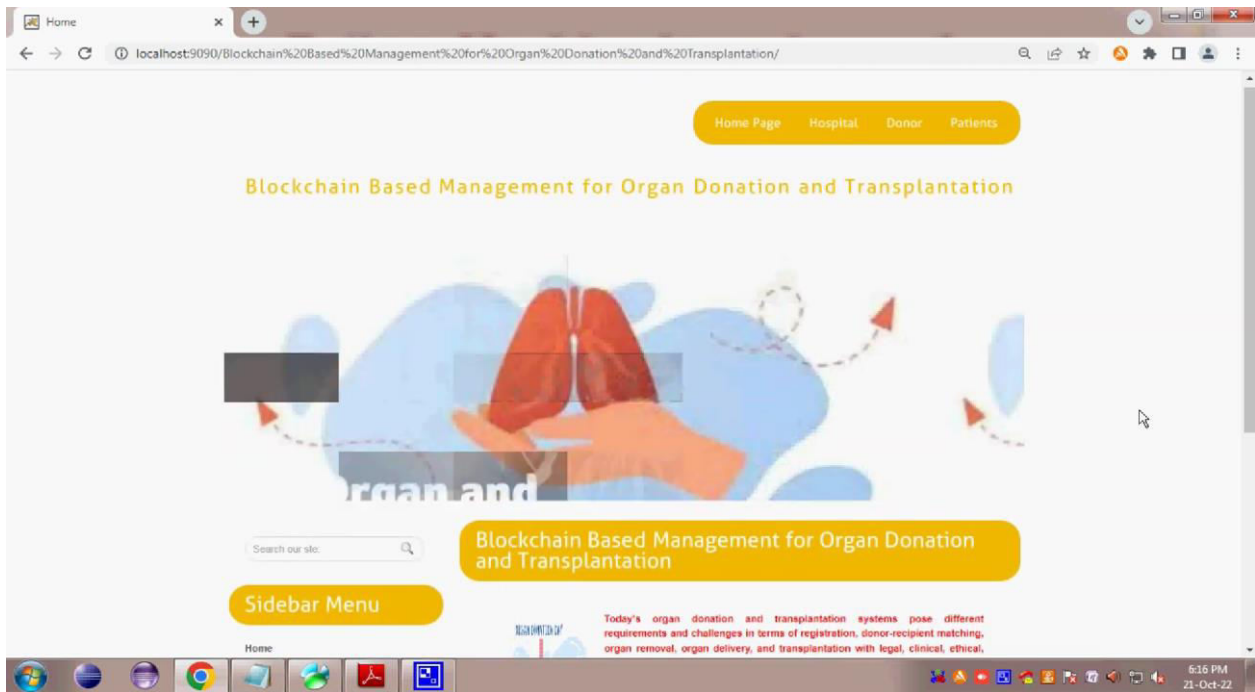 Home
localhost:9090/Blockchain%20Based%20Management%20for%20Organ%20Donation%20and%20Transplantation/
Home Page Hospital Donor Patients
Blockchain Based Management for Organ Donation and Transplantation
rgan and
Search our site:
Blockchain Based Management for Organ Donation
and Transplantation
Sidebar Menu
Home
Today's organ donation and transplantation systems pose different
requirements and challenges in terms of registration, donor-recipient matching,
organ removal, organ delivery, and transplantation with legal, clinical, ethical,
6:16 PM
21-Oct-22